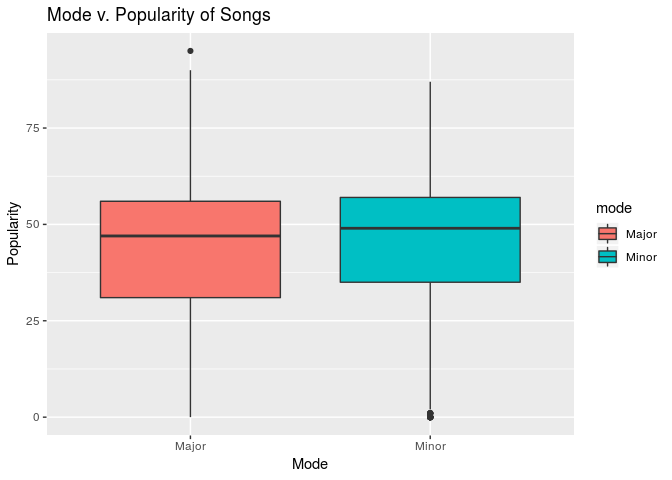 Mode v. Popularity of Songs
Popularity
75
50
25
0
Major
Minor
Mode
mode
Major
Minor